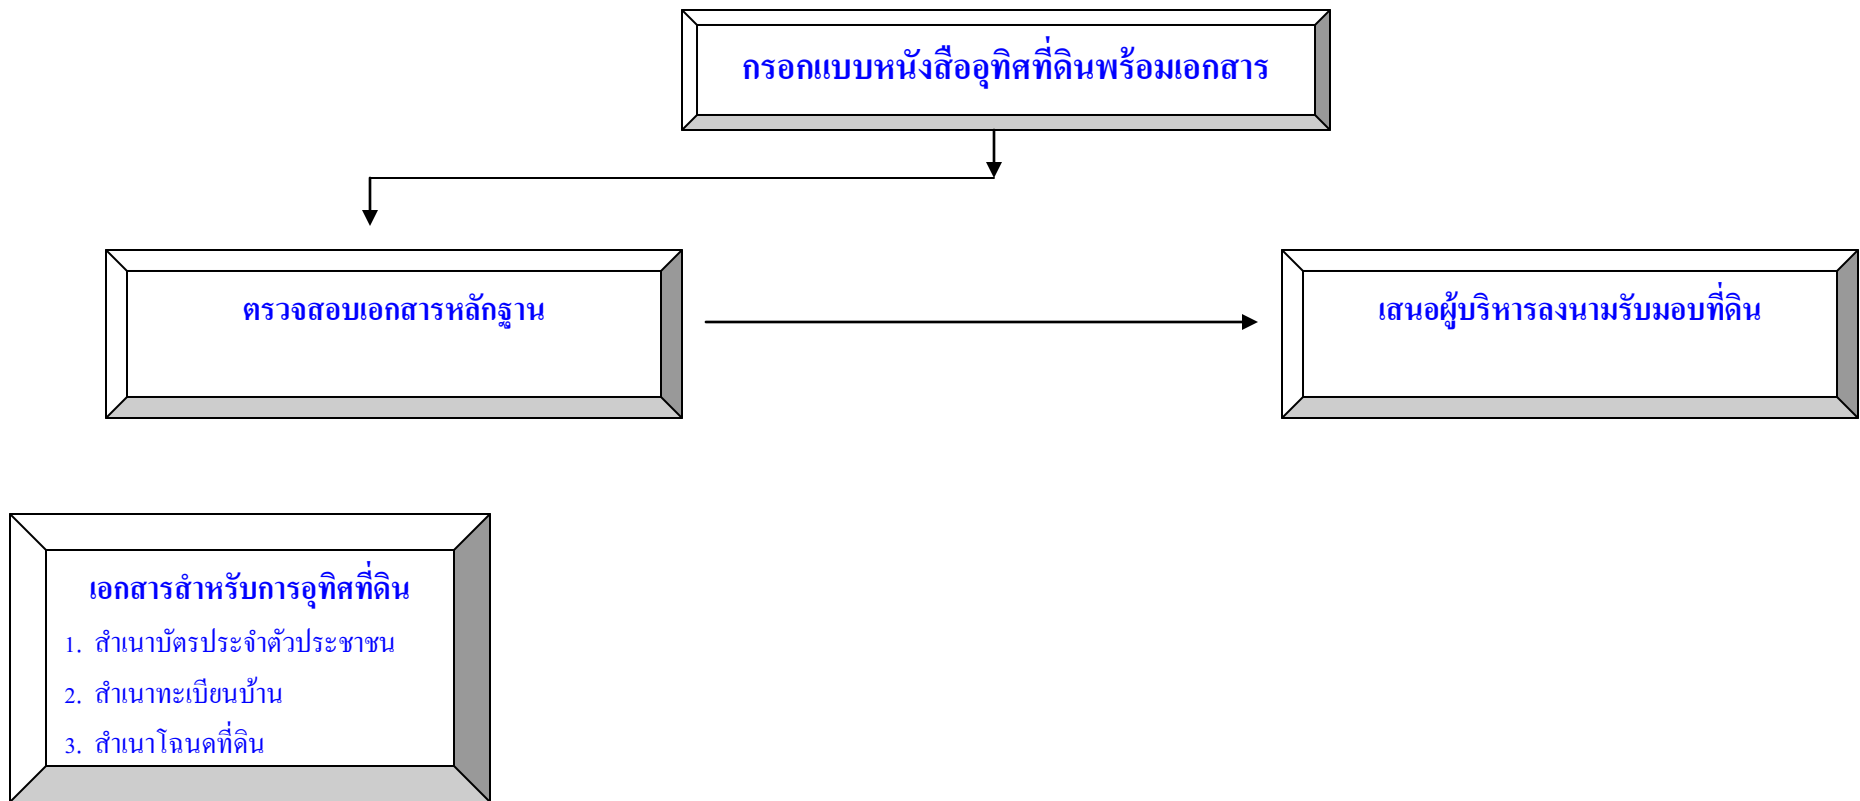 กรอกแบบหนังสืออุทิศที่ดินพร้อมเอกสาร
ตรวจสอบเอกสารหลักฐาน
เสนอผู้บริหารลงนามรับมอบที่ดิน
เอกสารสำหรับการอุทิศที่ดิน
1. สำเนาบัตรประจำตัวประชาชน
2. สำเนาทะเบียนบ้าน
3. สำเนาโฉนดที่ดิน